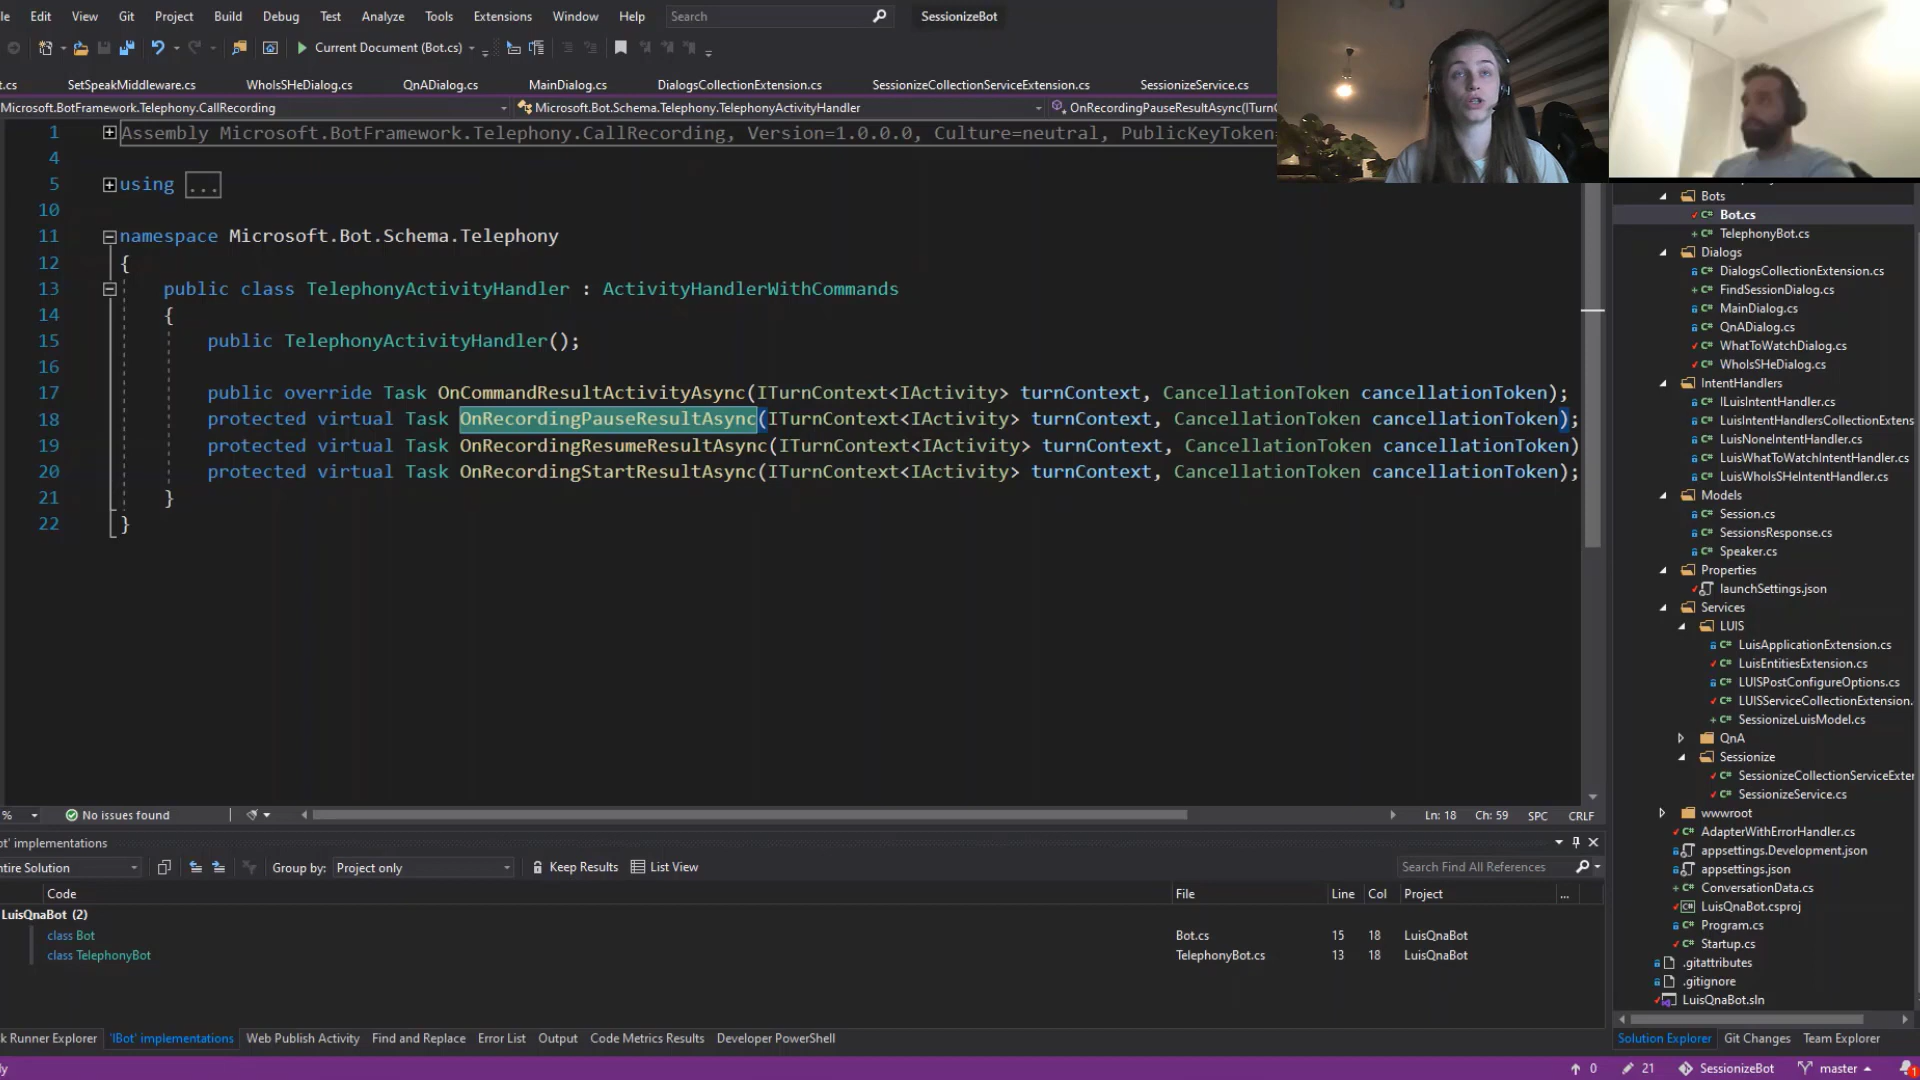 le Edit View Git Project Build Debug Test Analyze Tools Extensions Window Help Search SessionizeBot
Current Document (Bot.cs)
t.cs SetSpeakMiddleware.cs WhoIsSHeDialog.cs QnADialog.cs MainDialog.cs DialogsCollectionExtension.cs SessionizeCollectionServiceExtension.cs SessionizeService.cs
Microsoft.BotFramework.Telephony.CallRecording Microsoft.Bot.Schema.Telephony.TelephonyActivityHandler OnRecordingPauseResultAsync(ITurn
1 Assembly Microsoft.BotFramework.Telephony.CallRecording, Version=1.0.0.0, Culture=neutral, PublicKeyToken=
4
5 using ...
10
11 namespace Microsoft.Bot.Schema.Telephony
12 {
13 public class TelephonyActivityHandler : ActivityHandlerWithCommands
14 {
15 public TelephonyActivityHandler();
16
17 public override Task OnCommandResultActivityAsync(ITurnContext<IActivity> turnContext, CancellationToken cancellationToken);
18 protected virtual Task OnRecordingPauseResultAsync(ITurnContext<IActivity> turnContext, CancellationToken cancellationToken);
19 protected virtual Task OnRecordingResumeResultAsync(ITurnContext<IActivity> turnContext, CancellationToken cancellationToken)
20 protected virtual Task OnRecordingStartResultAsync(ITurnContext<IActivity> turnContext, CancellationToken cancellationToken);
21 }
22 }
Bots
Bot.cs
TelephonyBot.cs
Dialogs
DialogsCollectionExtension.cs
FindSessionDialog.cs
MainDialog.cs
QnADialog.cs
WhatToWatchDialog.cs
WhoIsSHeDialog.cs
IntentHandlers
ILuisIntentHandler.cs
LuisIntentHandlersCollectionExtens
LuisNoneIntentHandler.cs
LuisWhatToWatchIntentHandler.cs
LuisWhoIsSHeIntentHandler.cs
Models
Session.cs
SessionsResponse.cs
Speaker.cs
Properties
launchSettings.json
Services
LUIS
LuisApplicationExtension.cs
LuisEntitiesExtension.cs
LUISPostConfigureOptions.cs
LUISServiceCollectionExtension.
SessionizeLuisModel.cs
QnA
Sessionize
SessionizeCollectionServiceExter
SessionizeService.cs
wwwroot
AdapterWithErrorHandler.cs
appsettings.Development.json
appsettings.json
ConversationData.cs
LuisQnaBot.csproj
Program.cs
Startup.cs
.gitattributes
.gitignore
LuisQnaBot.sln
% No issues found Ln: 18 Ch: 59 SPC CRLF
ot' implementations
ntire Solution Group by: Project only Keep Results List View Search Find All References
Code File Line Col Project ...
LuisQnaBot (2)
class Bot Bot.cs 15 18 LuisQnaBot
class TelephonyBot TelephonyBot.cs 13 18 LuisQnaBot
k Runner Explorer 'IBot' implementations Web Publish Activity Find and Replace Error List Output Code Metrics Results Developer PowerShell Solution Explorer Git Changes Team Explorer
dy 0 21 SessionizeBot master 1